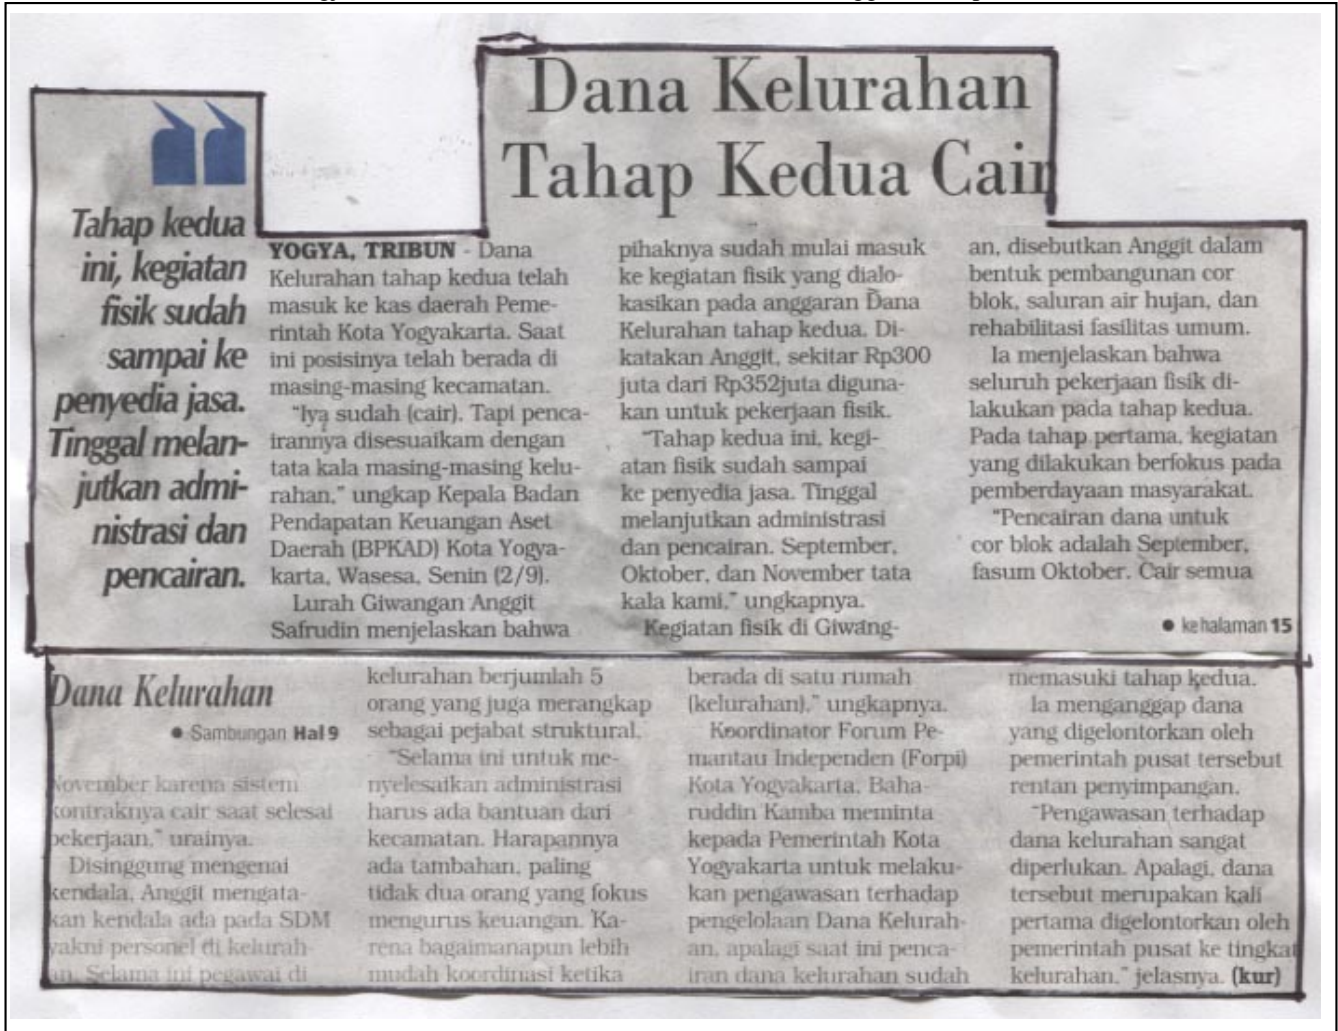 Dana Kelurahan
Tahap Kedua Cair
Tahap kedua
ini, kegiatan
fisik sudah
sampai ke
penyedia jasa.
Tinggal melan-
jutkan admi-
nistrasi dan
pencairan.
YOGYA, TRIBUN - Dana
Kelurahan tahap kedua telah
masuk ke kas daerah Peme-
rintah Kota Yogyakarta. Saat
ini posisinya telah berada di
masing-masing kecamatan.
"Iya sudah (cair). Tapi penca-
irannya disesuaikam dengan
tata kala masing-masing kelu-
rahan," ungkap Kepala Badan
Pendapatan Keuangan Aset
Daerah (BPKAD) Kota Yogya-
karta, Wasesa, Senin (2/9).
Lurah Giwangan Anggit
Safrudin menjelaskan bahwa
pihaknya sudah mulai masuk
ke kegiatan fisik yang dialo-
kasikan pada anggaran Dana
Kelurahan tahap kedua. Di-
katakan Anggit, sekitar Rp300
juta dari Rp352juta diguna-
kan untuk pekerjaan fisik.
"Tahap kedua ini, kegi-
atan fisik sudah sampai
ke penyedia jasa. Tinggal
melanjutkan administrasi
dan pencairan. September,
Oktober, dan November tata
kala kami," ungkapnya.
Kegiatan fisik di Giwang-
an, disebutkan Anggit dalam
bentuk pembangunan cor
blok, saluran air hujan, dan
rehabilitasi fasilitas umum.
Ia menjelaskan bahwa
seluruh pekerjaan fisik di-
lakukan pada tahap kedua.
Pada tahap pertama, kegiatan
yang dilakukan berfokus pada
pemberdayaan masyarakat.
"Pencairan dana untuk
cor blok adalah September,
fasum Oktober. Cair semua
● ke halaman 15
Dana Kelurahan
● Sambungan Hal 9
November karena sistem
kontraknya cair saat selesai
pekerjaan," urainya.
Disinggung mengenai
kendala, Anggit mengata-
kan kendala ada pada SDM
yakni personel di kelurah-
an. Selama ini pegawai di
kelurahan berjumlah 5
orang yang juga merangkap
sebagai pejabat struktural.
"Selama ini untuk me-
nyelesaikan administrasi
harus ada bantuan dari
kecamatan. Harapannya
ada tambahan, paling
tidak dua orang yang fokus
mengurus keuangan. Ka-
rena bagaimanapun lebih
mudah koordinasi ketika
berada di satu rumah
(kelurahan)," ungkapnya.
Koordinator Forum Pe-
mantau Independen (Forpi)
Kota Yogyakarta, Baha-
ruddin Kamba meminta
kepada Pemerintah Kota
Yogyakarta untuk melaku-
kan pengawasan terhadap
pengelolaan Dana Kelurah-
an, apalagi saat ini penca-
iran dana kelurahan sudah
memasuki tahap kedua.
Ia menganggap dana
yang digelontorkan oleh
pemerintah pusat tersebut
rentan penyimpangan.
"Pengawasan terhadap
dana kelurahan sangat
diperlukan. Apalagi, dana
tersebut merupakan kali
pertama digelontorkan oleh
pemerintah pusat ke tingkat
kelurahan," jelasnya. (kur)